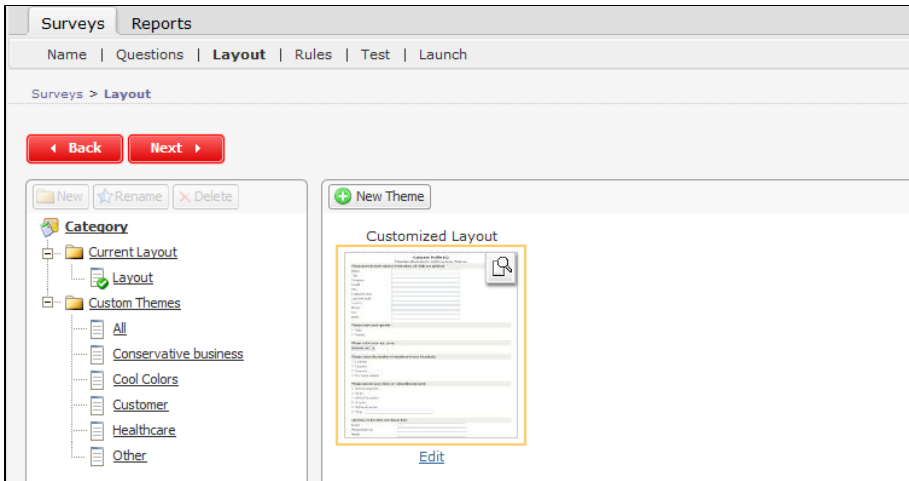 Surveys Reports
Name | Questions | Layout | Rules | Test | Launch
Surveys > Layout
Back Next
New Rename Delete
Category
Current Layout
Layout
Custom Themes
All
Conservative business
Cool Colors
Customer
Healthcare
Other
New Theme
Customized Layout
Edit